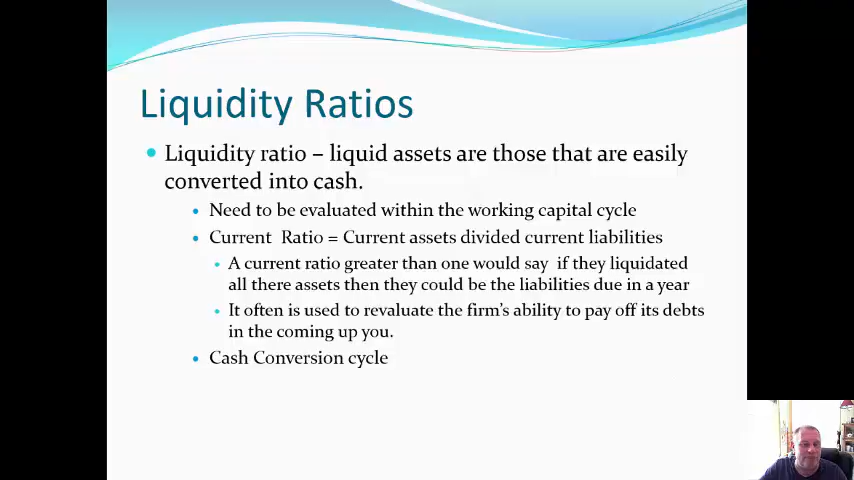 Liquidity Ratios
Liquidity ratio – liquid assets are those that are easily
converted into cash.
Need to be evaluated within the working capital cycle
Current Ratio = Current assets divided current liabilities
A current ratio greater than one would say if they liquidated
all there assets then they could be the liabilities due in a year
It often is used to revaluate the firm's ability to pay off its debts
in the coming up you.
Cash Conversion cycle